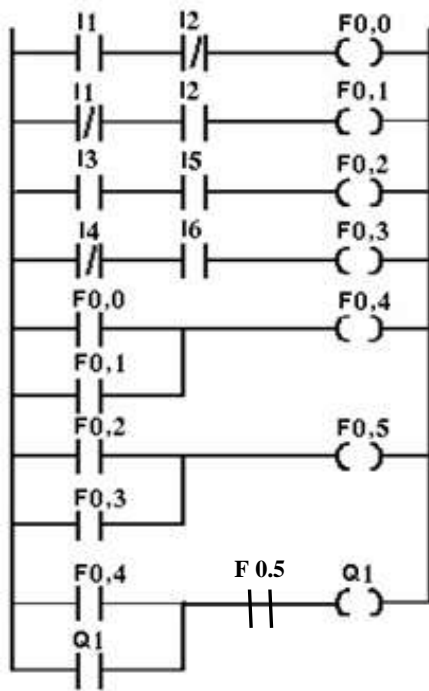 I1 I2 F0,0
I1 I2 F0,1
I3 I5 F0,2
I4 I6 F0,3
F0,0 F0,4
F0,1
F0,2 F0,5
F0,3
F0,4 F 0.5 Q1
Q1